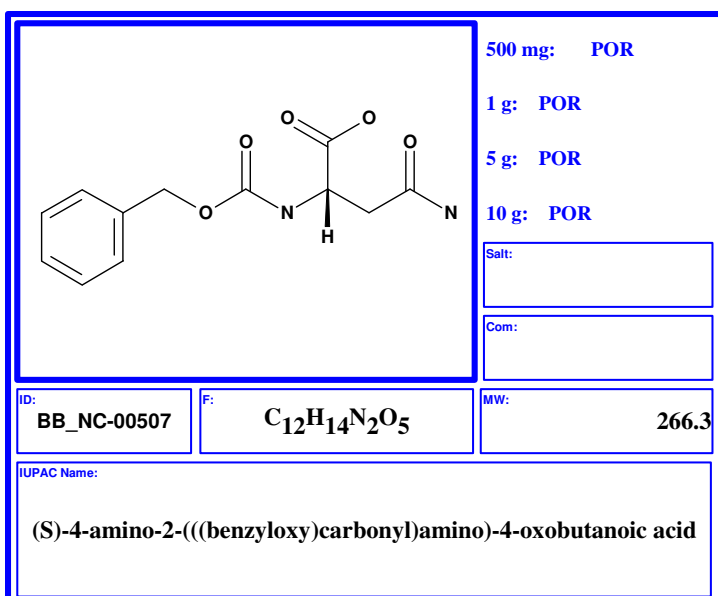 500 mg: POR
1 g: POR
5 g: POR
10 g: POR
O
O
O
O
O
N
H
N
Salt:
Com:
ID:
BB_NC-00507
F:
C12H14N2O5
MW:
266.3
IUPAC Name:
(S)-4-amino-2-(((benzyloxy)carbonyl)amino)-4-oxobutanoic acid